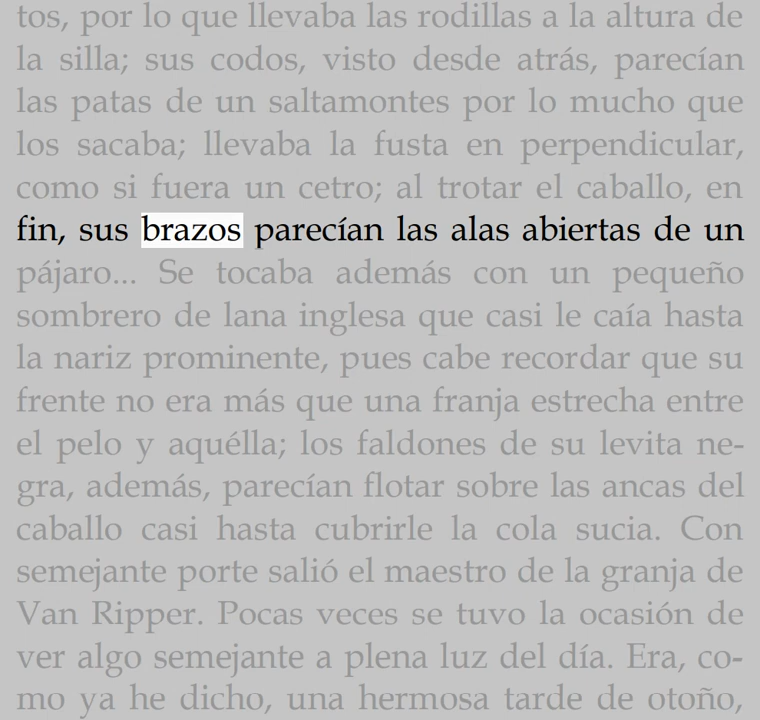 tos, por lo que llevaba las rodillas a la altura de
la silla; sus codos, visto desde atrás, parecían
las patas de un saltamontes por lo mucho que
los sacaba; llevaba la fusta en perpendicular,
como si fuera un cetro; al trotar el caballo, en
fin, sus brazos parecían las alas abiertas de un
pájaro... Se tocaba además con un pequeño
sombrero de lana inglesa que casi le caía hasta
la nariz prominente, pues cabe recordar que su
frente no era más que una franja estrecha entre
el pelo y aquélla; los faldones de su levita ne-
gra, además, parecían flotar sobre las ancas del
caballo casi hasta cubrirle la cola sucia. Con
semejante porte salió el maestro de la granja de
Van Ripper. Pocas veces se tuvo la ocasión de
ver algo semejante a plena luz del día. Era, co-
mo ya he dicho, una hermosa tarde de otoño,